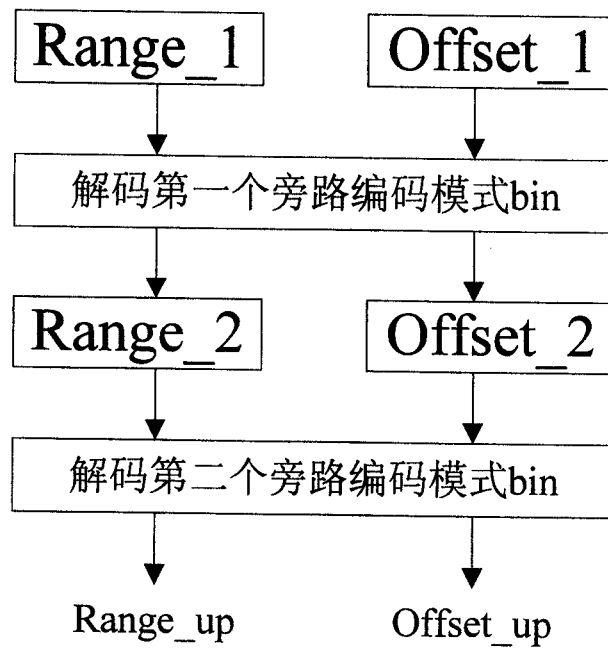 Range_1
Offset_1
解码第一个旁路编码模式bin
Range_2
Offset_2
解码第二个旁路编码模式bin
Range_up
Offset_up